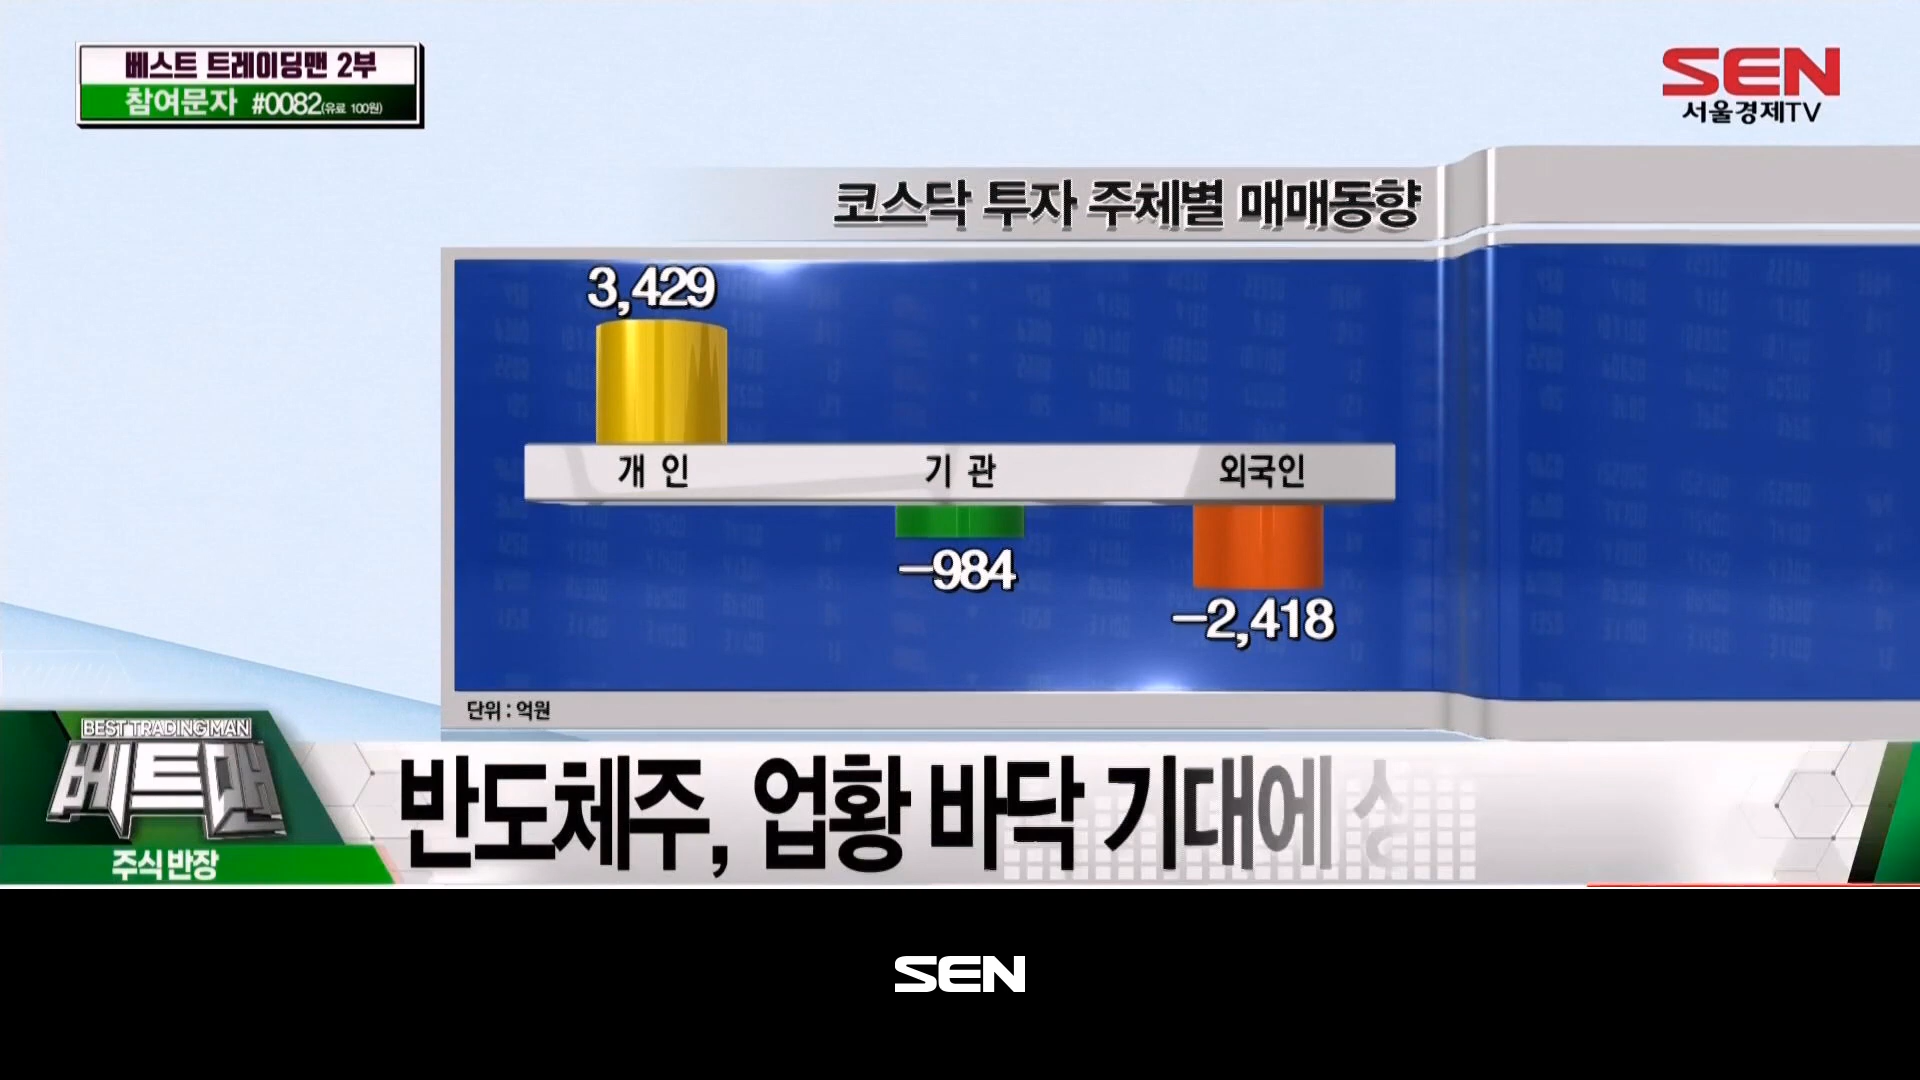 베스트 트레이딩맨 2부
참여문자 #0082(유료 100원)
SEN
서울경제TV
코스닥 투자 주체별 매매동향
3,429
개 인
기 관
외국인
-984
-2,418
단위 : 억원
BEST TRADING MAN
베트맨
주식 반장
반도체주, 업황 바닥 기대에
SEN